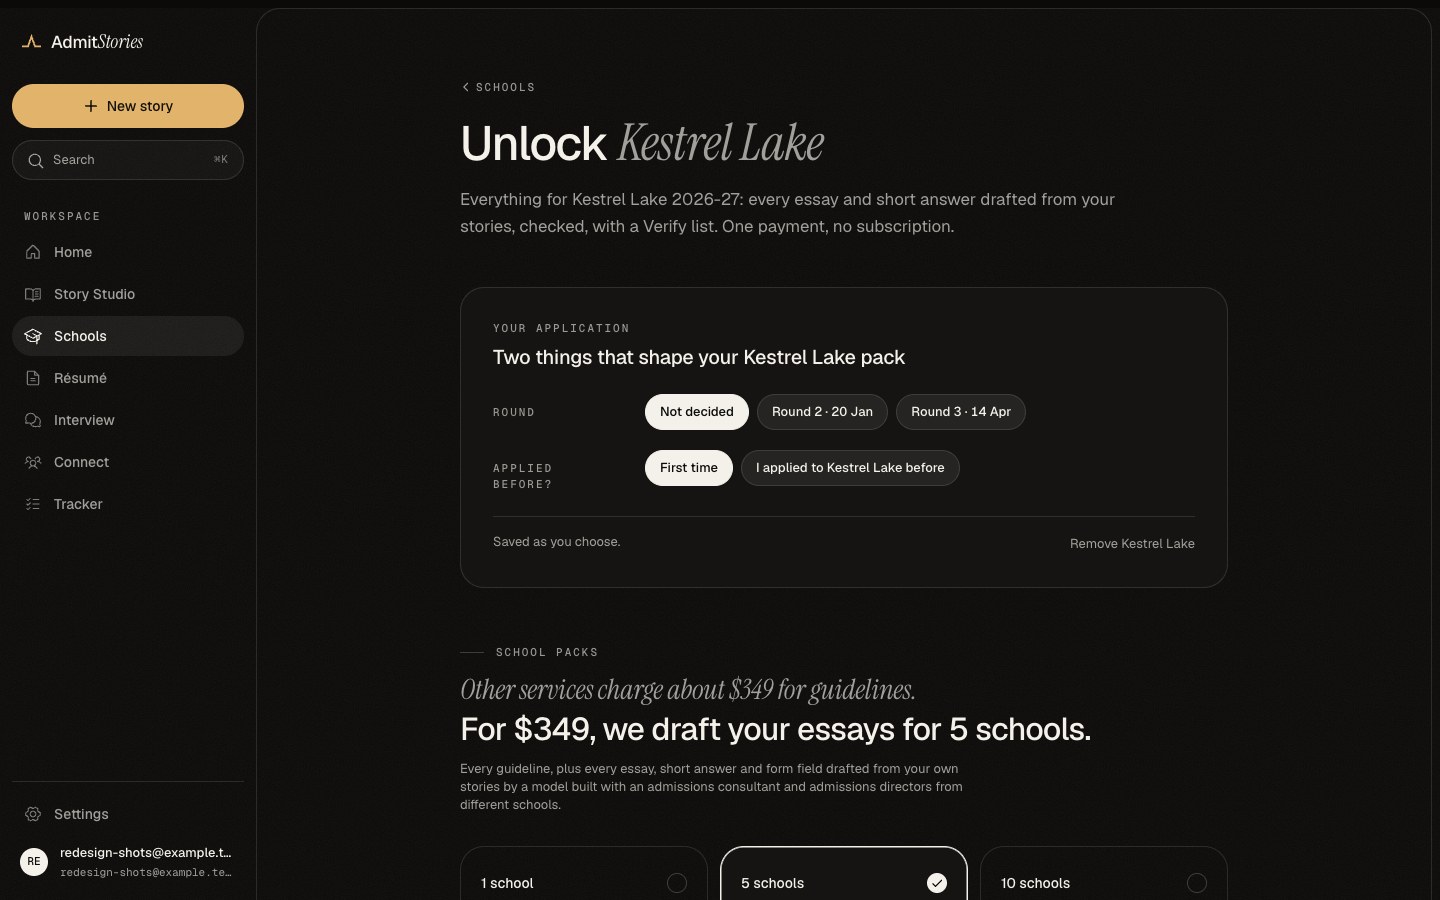 AdmitStories
New story
Search ⌘K
WORKSPACE
Home
Story Studio
Schools
Résumé
Interview
Connect
Tracker
Settings
RE
redesign-shots@example.t…
redesign-shots@example.te…
SCHOOLS
Unlock Kestrel Lake
Everything for Kestrel Lake 2026-27: every essay and short answer drafted from your
stories, checked, with a Verify list. One payment, no subscription.
YOUR APPLICATION
Two things that shape your Kestrel Lake pack
ROUND
Not decided
Round 2 · 20 Jan
Round 3 · 14 Apr
APPLIED
BEFORE?
First time
I applied to Kestrel Lake before
Saved as you choose.
Remove Kestrel Lake
SCHOOL PACKS
Other services charge about $349 for guidelines.
For $349, we draft your essays for 5 schools.
Every guideline, plus every essay, short answer and form field drafted from your own
stories by a model built with an admissions consultant and admissions directors from
different schools.
1 school
5 schools
10 schools